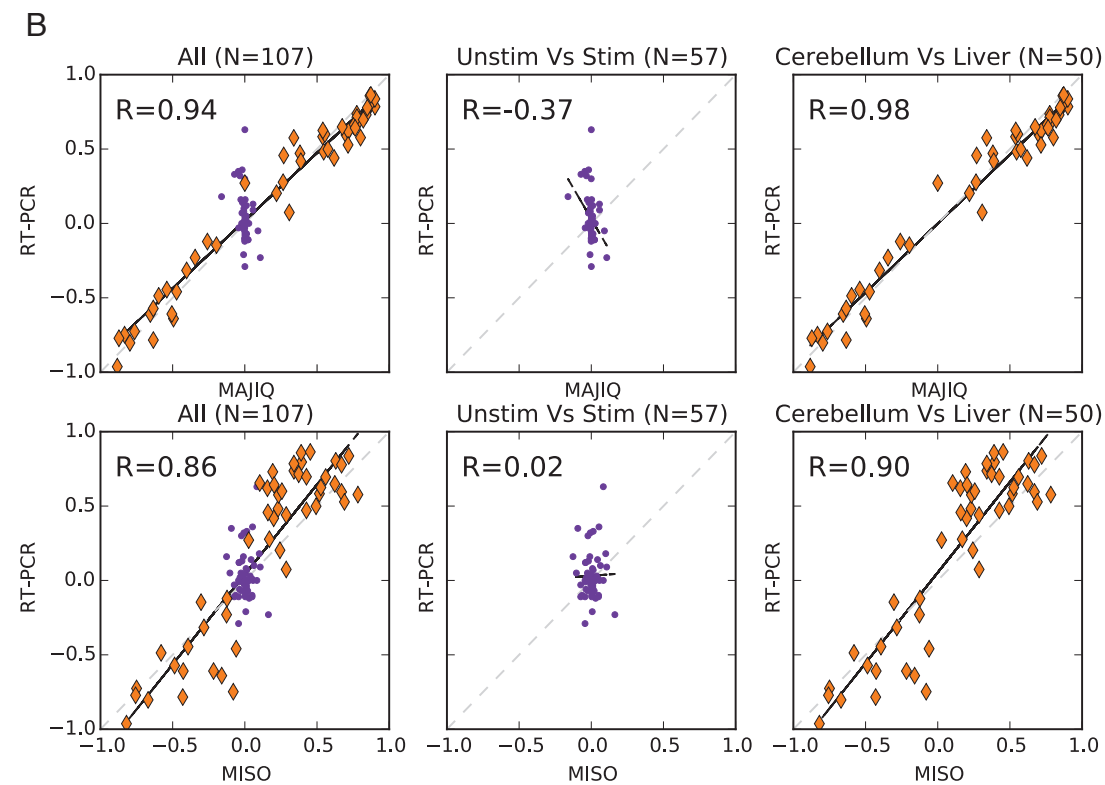 B
All (N=107) Unstim Vs Stim (N=57) Cerebellum Vs Liver (N=50)
1.0
R=0.94 R=-0.37 R=0.98
0.5
RT-PCR RT-PCR RT-PCR
0.0
−0.5
−1.0
MAJIQ MAJIQ
All (N=107) Unstim Vs Stim (N=57) Cerebellum Vs Liver (N=50)
1.0
R=0.86 R=0.02 R=0.90
0.5
RT-PCR RT-PCR RT-PCR
0.0
−0.5
−1.0
−1.0 −0.5 0.0 0.5 1.0 −1.0 −0.5 0.0 0.5 1.0 −1.0 −0.5 0.0 0.5 1.0
MISO MISO MISO